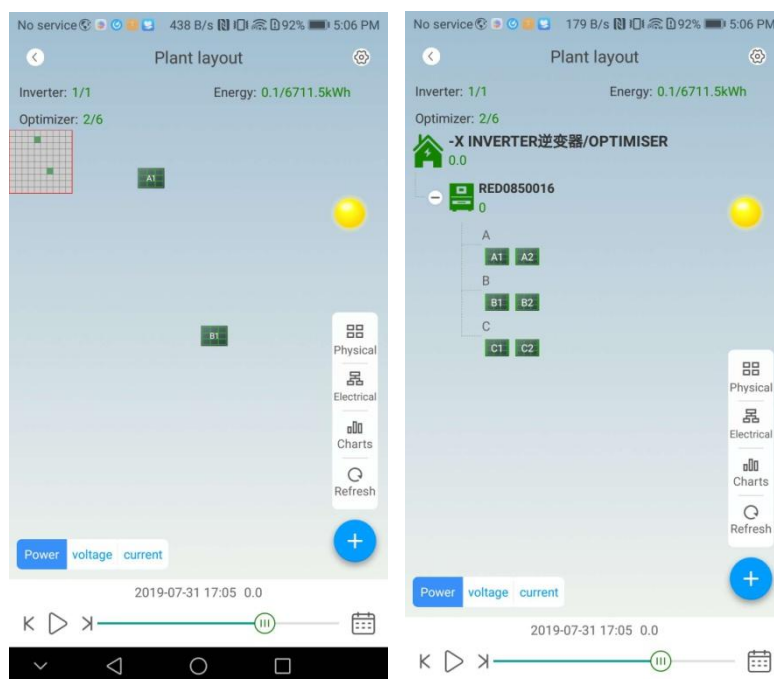 No service 438 B/s 92% 5:06 PM
Plant layout
Inverter: 1/1 Energy: 0.1/6711.5kWh
Optimizer: 2/6
A1
B1
Physical
Electrical
Charts
Refresh
+
Power voltage current
2019-07-31 17:05 0.0
No service 179 B/s 92% 5:06 PM
Plant layout
Inverter: 1/1 Energy: 0.1/6711.5kWh
Optimizer: 2/6
-X INVERTER逆变器/OPTIMISER
0.0
RED0850016
0
A
A1 A2
B
B1 B2
C
C1 C2
Physical
Electrical
Charts
Refresh
+
Power voltage current
2019-07-31 17:05 0.0